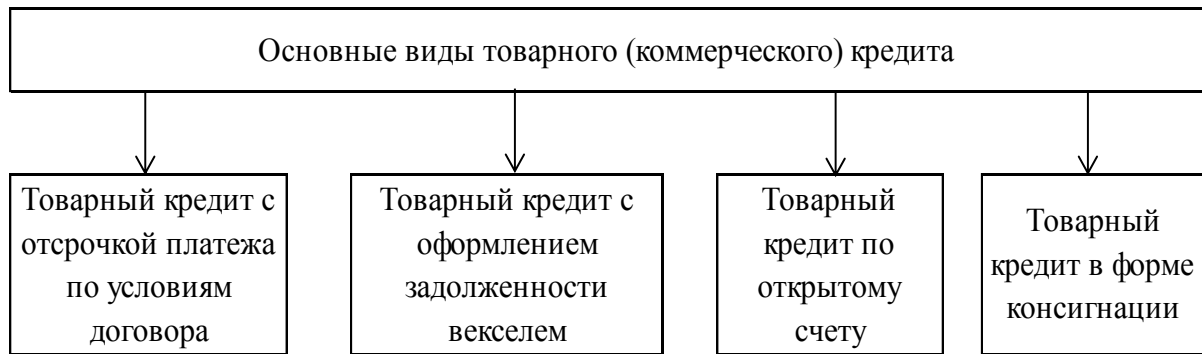 Основные виды товарного (коммерческого) кредита
Товарный кредит с
отсрочкой платежа
по условиям
договора
Товарный кредит с
оформлением
задолженности
векселем
Товарный
кредит по
открытому
счету
Товарный
кредит в форме
консигнации